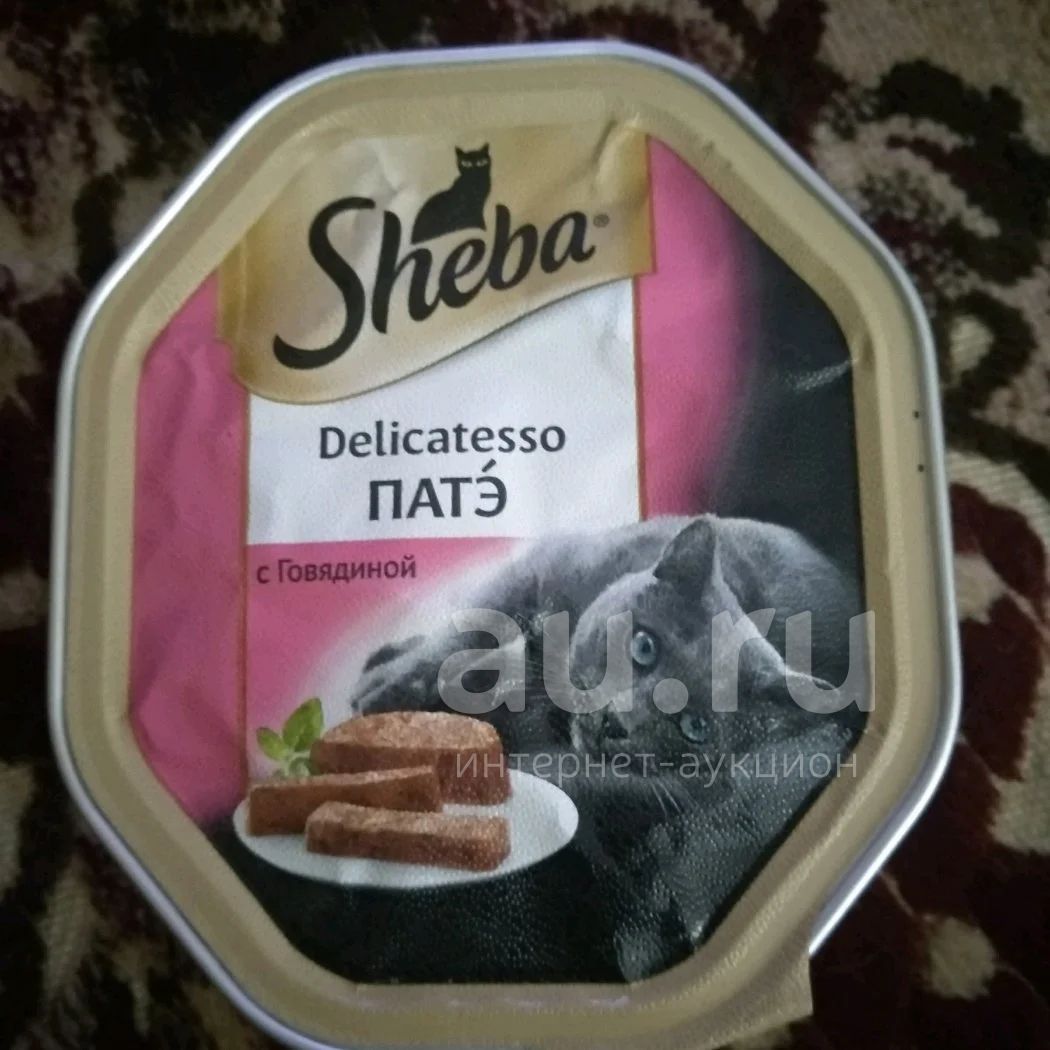 Sheba®
Delicatesso
ПАТЭ́
с Говядиной
au.ru
интернет-аукцион